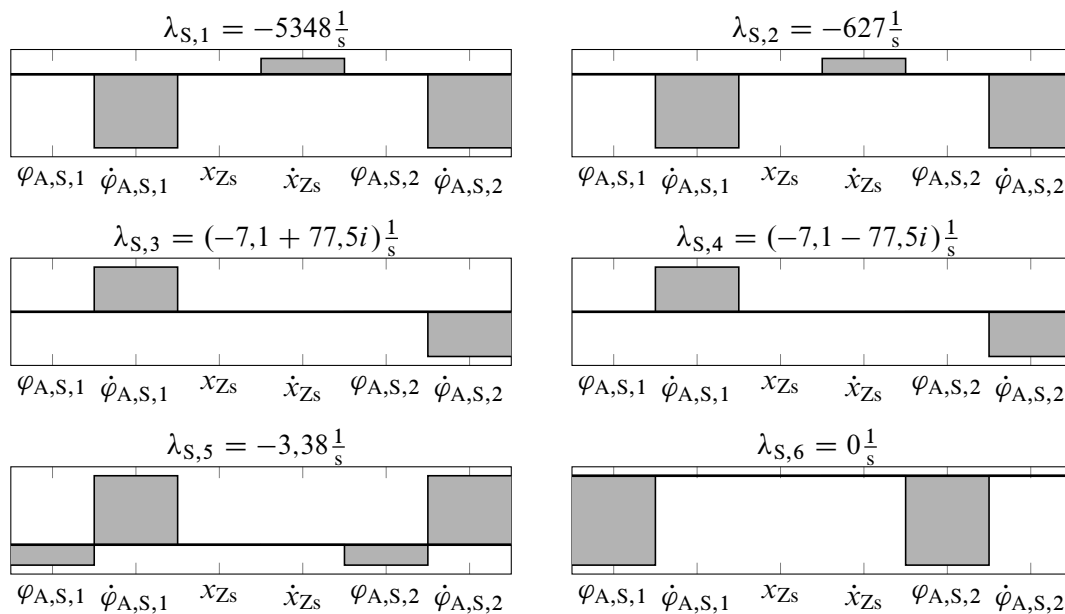 λS,1 = −5348 1/s
λS,2 = −627 1/s
φA,S,1 φ̇A,S,1 xZs ẋZs φA,S,2 φ̇A,S,2
φA,S,1 φ̇A,S,1 xZs ẋZs φA,S,2 φ̇A,S,2
λS,3 = (−7,1 + 77,5i) 1/s
λS,4 = (−7,1 − 77,5i) 1/s
φA,S,1 φ̇A,S,1 xZs ẋZs φA,S,2 φ̇A,S,2
φA,S,1 φ̇A,S,1 xZs ẋZs φA,S,2 φ̇A,S,2
λS,5 = −3,38 1/s
λS,6 = 0 1/s
φA,S,1 φ̇A,S,1 xZs ẋZs φA,S,2 φ̇A,S,2
φA,S,1 φ̇A,S,1 xZs ẋZs φA,S,2 φ̇A,S,2